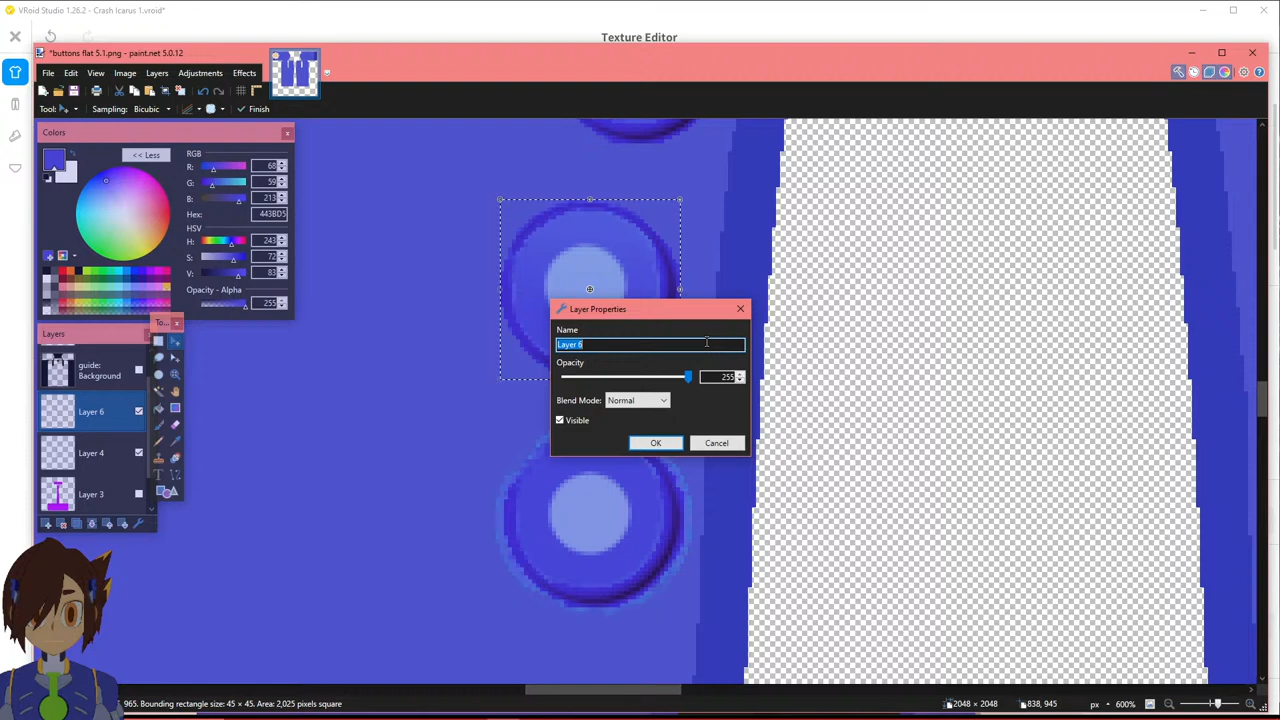 VRoid Studio 1.26.2 - Crash Icarus 1.vroid*
Texture Editor
*buttons flat 5.1.png - paint.net 5.0.12
File Edit View Image Layers Adjustments Effects
Tool: Sampling: Bicubic Finish
Colors
<< Less
RGB
R: 68
G: 59
B: 213
Hex: 443BD5
HSV
H: 243
S: 72
V: 83
Opacity - Alpha
255
Layers
To...
guide: Background
Layer 6
Layer 4
Layer 3
Layer Properties
Name
Layer 6
Opacity
255
Blend Mode: Normal
Visible
OK Cancel
965. Bounding rectangle size: 45 × 45. Area: 2,025 pixels square
2048 × 2048
838, 945
px
600%